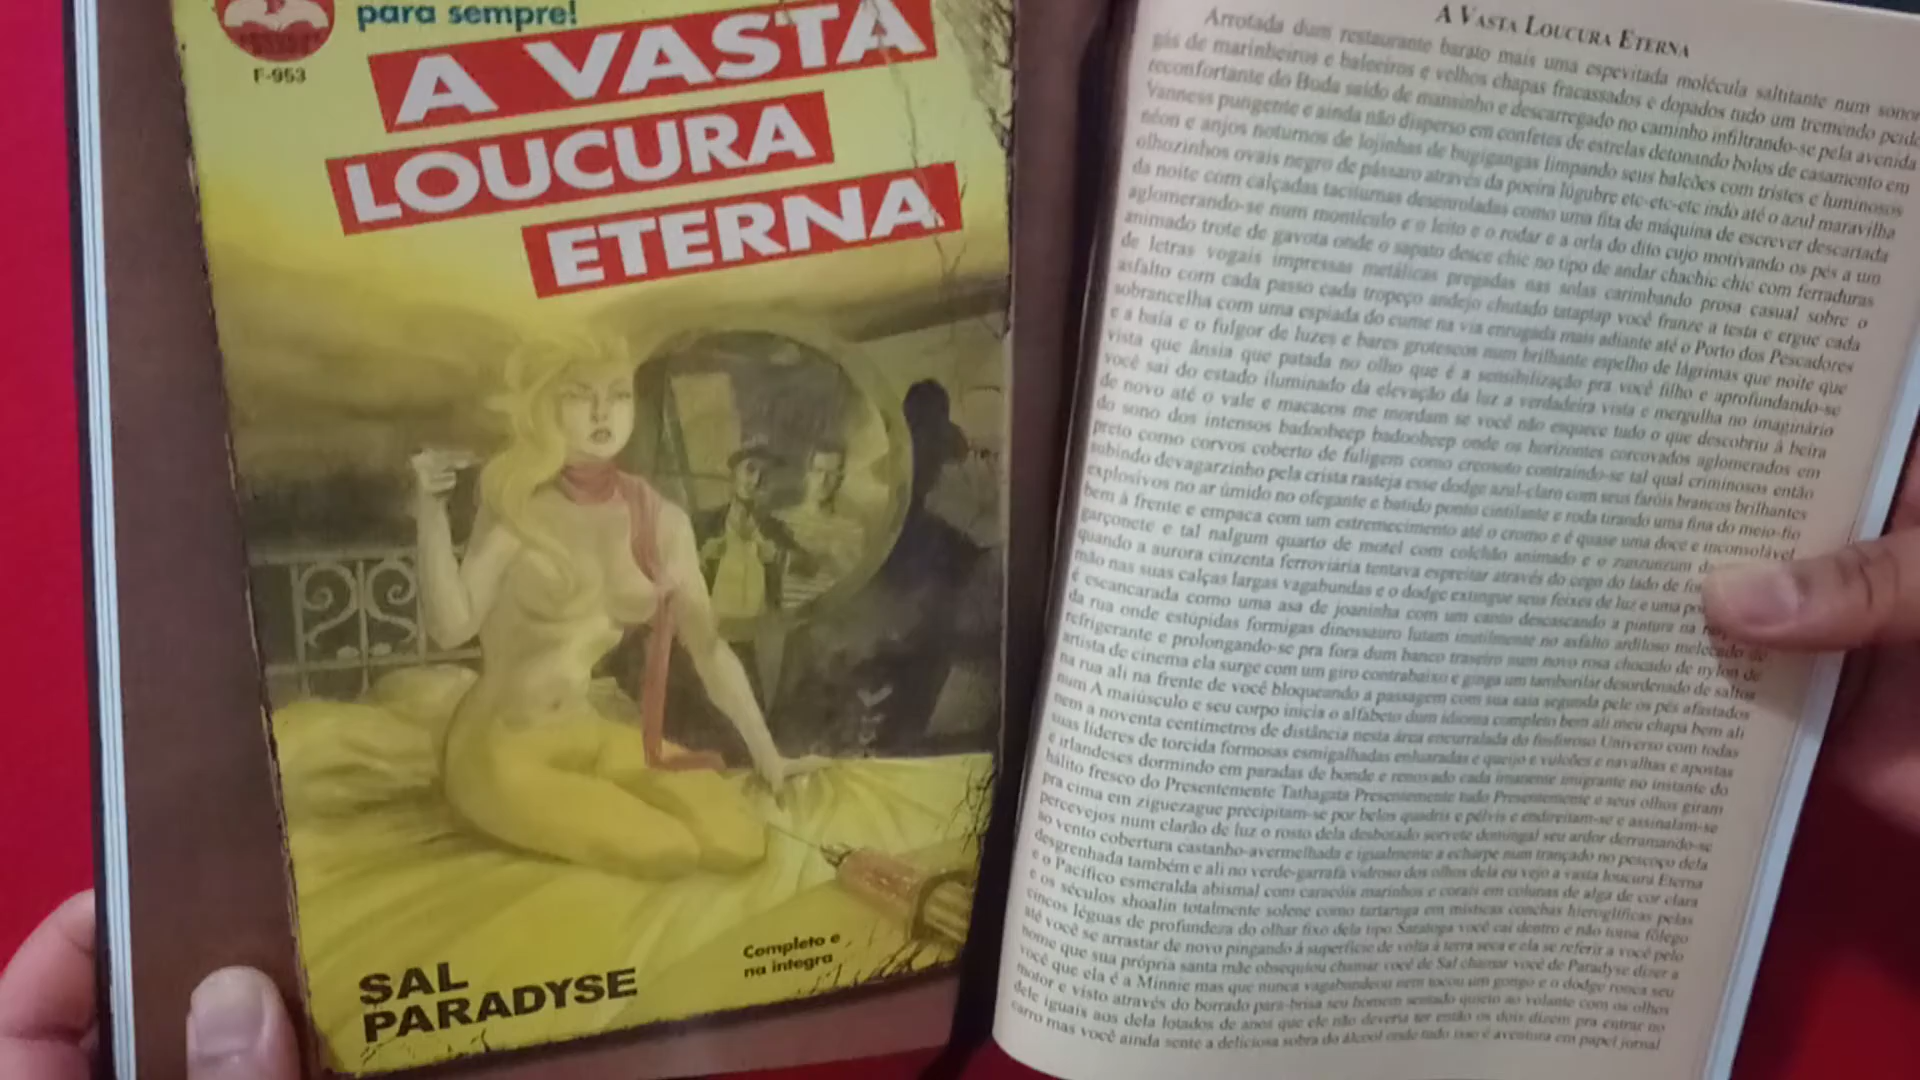 para sempre!
F-953
A VASTA
LOUCURA
ETERNA
SAL
PARADYSE
Completo e
na íntegra
A VASTA LOUCURA ETERNA
Arrotada dum restaurante barato mais uma espevitada molécula saltitante num sonor
gás de marinheiros e baleeiros e velhos chapas fracassados e dopados tudo um tremendo peido
reconfortante do Buda saído de mansinho e descarregado no caminho infiltrando-se pela avenida
Vanness pungente e ainda não disperso em confetes de estrelas detonando bolos de casamento em
néon e anjos noturnos de lojinhas de bugigangas limpando seus balcões com tristes e luminosos
olhozinhos ovais negro de pássaro através da poeira lúgubre etc-etc-etc indo até o azul maravilha
da noite com calçadas taciturnas desenroladas como uma fita de máquina de escrever descartada
aglomerando-se num montículo e o leito e o rodar e a orla do dito cujo motivando os pés a um
animado trote de gavota onde o sapato desce chic no tipo de andar chachic chic com ferraduras
de letras vogais impressas metálicas pregadas nas solas carimbando prosa casual sobre o
asfalto com cada passo cada tropeço andejo chutado tataptap você franze a testa e ergue cada
sobrancelha com uma espiada do cume na via enrugada mais adiante até o Porto dos Pescadores
e a baía e o fulgor de luzes e bares grotescos num brilhante espelho de lágrimas que noite que
vista que ânsia que patada no olho que é a sensibilização pra você filho e aprofundando-se
você sai do estado iluminado da elevação da luz a verdadeira vista e mergulha no imaginário
de novo até o vale e macacos me mordam se você não esquece tudo o que descobriu à beira
do sono dos intensos badoobeep badoobeep onde os horizontes corcovados aglomerados em
preto como corvos coberto de fuligem como creosoto contraindo-se tal qual criminosos então
subindo devagarzinho pela crista rasteja esse dodge azul-claro com seus faróis brancos brilhantes
explosivos no ar úmido no ofegante e batido ponto cintilante e roda tirando uma fina do meio-fio
bem à frente e empaca com um estremecimento até o cromo e é quase uma doce e inconsolável
garçonete e tal nalgum quarto de motel com colchão animado e o zunzunzum
quando a aurora cinzenta ferroviária tentava espreitar através do cego do lado de
mão nas suas calças largas vagabundas e o dodge extingue seus feixes de luz e uma
é escancarada como uma asa de joaninha com um canto descascando a pintura na
da rua onde estúpidas formigas dinossauro lutam inutilmente no asfalto ardiloso
refrigerante e prolongando-se pra fora dum banco traseiro num novo rosa chocado de nylon de
artista de cinema ela surge com um giro contrabaixo e ginga um tamborilar desordenado de saltos
na rua ali na frente de você bloqueando a passagem com sua saia segunda pele os pés afastados
num A maiúsculo e seu corpo inicia o alfabeto dum idioma completo bem ali meu chapa bem ali
nem a noventa centímetros de distância nesta área encurralada do fosforoso Universo com todas
suas líderes de torcida formosas esmigalhadas enluaradas e queijo e vulcões e navalhas e apostas
e irlandeses dormindo em paradas de bonde e renovado cada imanente imigrante no instante do
hálito fresco do Presentemente Tathagata Presentemente tudo Presentemente e seus olhos giram
pra cima em ziguezague precipitam-se por belos quadris e pélvis e endireitam-se e assinalam-se
percevejos num clarão de luz o rosto dela desbotado sorvete domingal seu ardor derramando-se
ao vento cobertura castanho-avermelhada e igualmente a echarpe num trançado no pescoço dela
desgrenhada também e ali no verde-garrafa vidroso dos olhos dela eu vejo a vasta loucura Eterna
e o Pacífico esmeralda abismal com caracóis marinhos e corais em colunas de alga de cor clara
e os séculos shoalin totalmente solene como tartaruga em místicas conchas hieroglíficas pelas
cincos léguas de profundeza do olhar fixo dela tipo Saratoga você cai dentro e não toma fôlego
até você se arrastar de novo pingando à superfície de volta à terra seca e ela se referir a você pelo
nome que sua própria santa mãe obsequiou chamar você de Sal chamar você de Paradyse dizer a
você que ela é a Minnie mas que nunca vagabundeou nem tocou um gongo e o dodge ronca seu
motor e visto através do borrado para-brisa seu homem sentado quieto ao volante com os olhos
dele iguais aos dela lotados de anos que ele não deveria ter então os dois dizem pra entrar no
carro mas você ainda sente a deliciosa sobra do álcool onde tudo isso é aventura em papel jornal